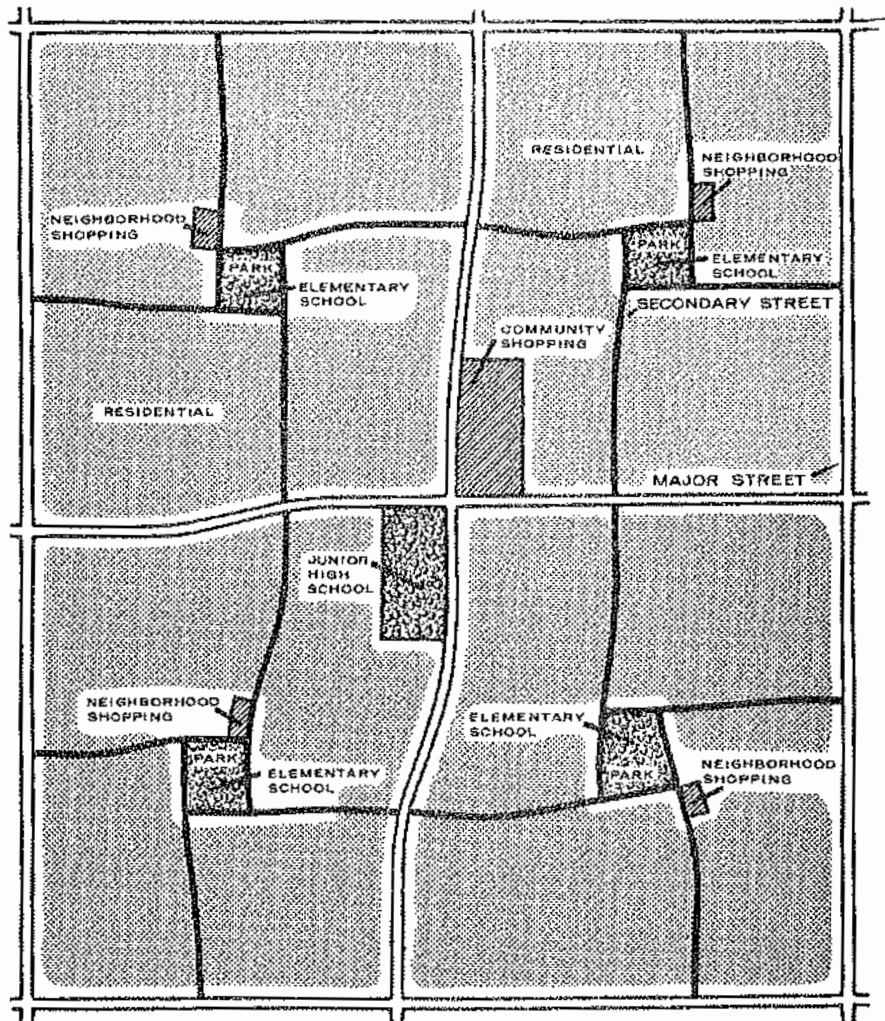 RESIDENTIAL
NEIGHBORHOOD
SHOPPING
NEIGHBORHOOD
SHOPPING
PARK
ELEMENTARY
SCHOOL
PARK
ELEMENTARY
SCHOOL
SECONDARY STREET
COMMUNITY
SHOPPING
RESIDENTIAL
MAJOR STREET
JUNIOR
HIGH
SCHOOL
NEIGHBORHOOD
SHOPPING
ELEMENTARY
SCHOOL
PARK
ELEMENTARY
SCHOOL
PARK
NEIGHBORHOOD
SHOPPING